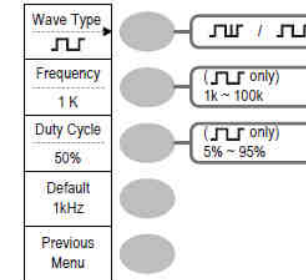 Wave Type
/
Frequency
( only)
1 K
1k ~ 100k
Duty Cycle
( only)
50%
5% ~ 95%
Default
1kHz
Previous
Menu